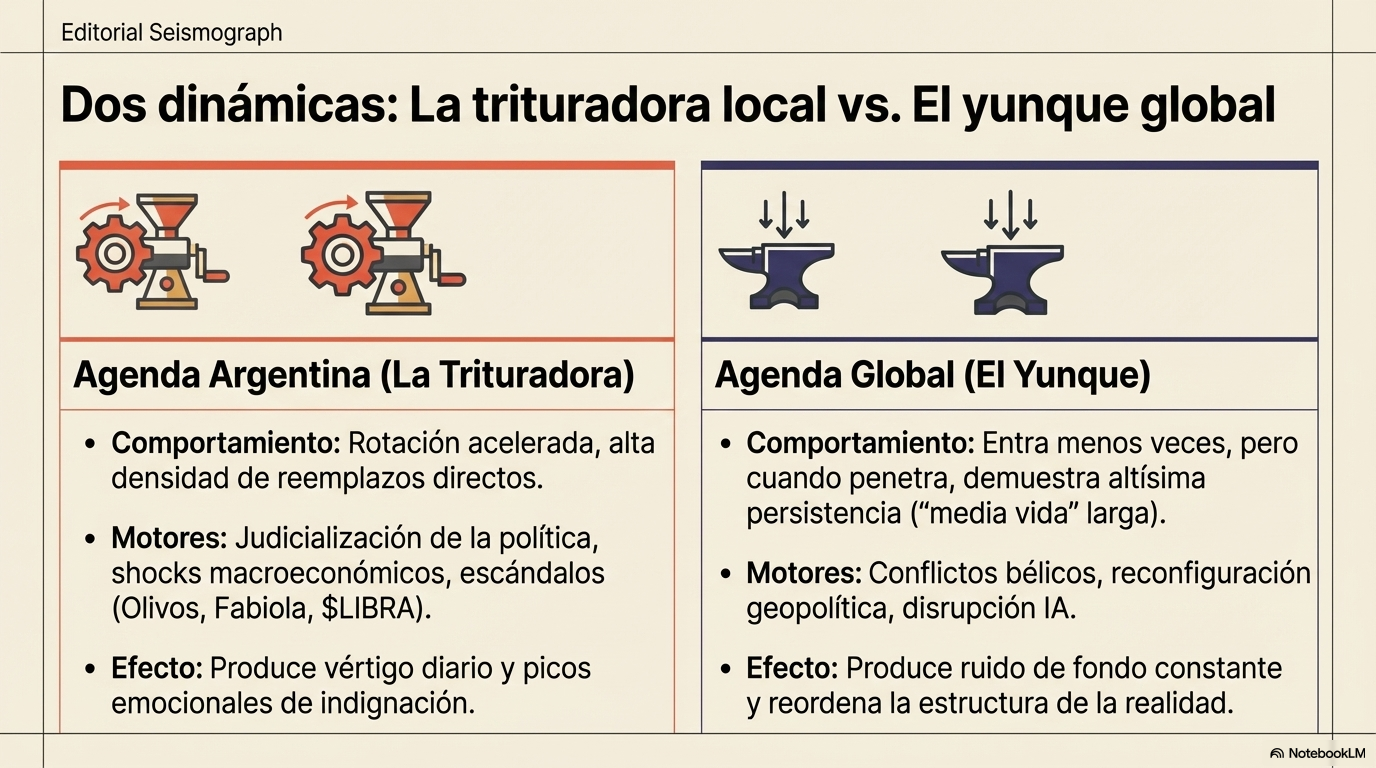 Editorial Seismograph
Dos dinámicas: La trituradora local vs. El yunque global
Agenda Argentina (La Trituradora)
• Comportamiento: Rotación acelerada, alta
densidad de reemplazos directos.
• Motores: Judicialización de la política,
shocks macroeconómicos, escándalos
(Olivos, Fabiola, $LIBRA).
• Efecto: Produce vértigo diario y picos
emocionales de indignación.
Agenda Global (El Yunque)
• Comportamiento: Entra menos veces, pero
cuando penetra, demuestra altísima
persistencia (“media vida” larga).
• Motores: Conflictos bélicos, reconfiguración
geopolítica, disrupción IA.
• Efecto: Produce ruido de fondo constante
y reordena la estructura de la realidad.
NotebookLM